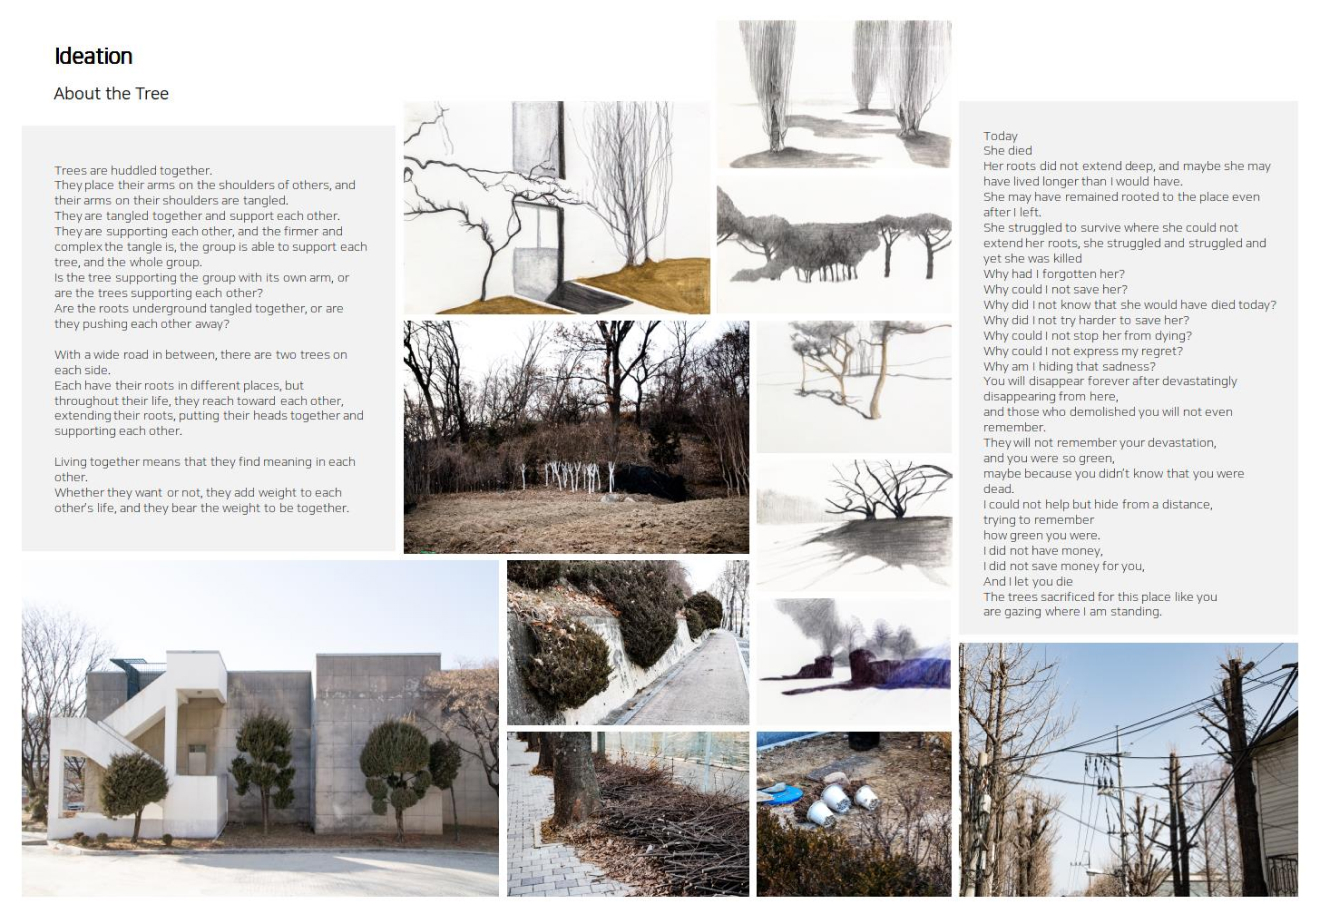 Ideation
About the Tree
Trees are huddled together.
They place their arms on the shoulders of others, and
their arms on their shoulders are tangled.
They are tangled together and support each other.
They are supporting each other, and the firmer and
complex the tangle is, the group is able to support each
tree, and the whole group.
Is the tree supporting the group with its own arm, or
are the trees supporting each other?
Are the roots underground tangled together, or are
they pushing each other away?
With a wide road in between, there are two trees on
each side.
Each have their roots in different places, but
throughout their life, they reach toward each other,
extending their roots, putting their heads together and
supporting each other.
Living together means that they find meaning in each
other.
Whether they want or not, they add weight to each
other's life, and they bear the weight to be together.
Today
She died
Her roots did not extend deep, and maybe she may
have lived longer than I would have.
She may have remained rooted to the place even
after I left.
She struggled to survive where she could not
extend her roots, she struggled and struggled and
yet she was killed
Why had I forgotten her?
Why could I not save her?
Why did I not know that she would have died today?
Why did I not try harder to save her?
Why could I not stop her from dying?
Why could I not express my regret?
Why am I hiding that sadness?
You will disappear forever after devastatingly
disappearing from here,
and those who demolished you will not even
remember.
They will not remember your devastation,
and you were so green,
maybe because you didn't know that you were
dead.
I could not help but hide from a distance,
trying to remember
how green you were.
I did not have money,
I did not save money for you,
And I let you die
The trees sacrificed for this place like you
are gazing where I am standing.